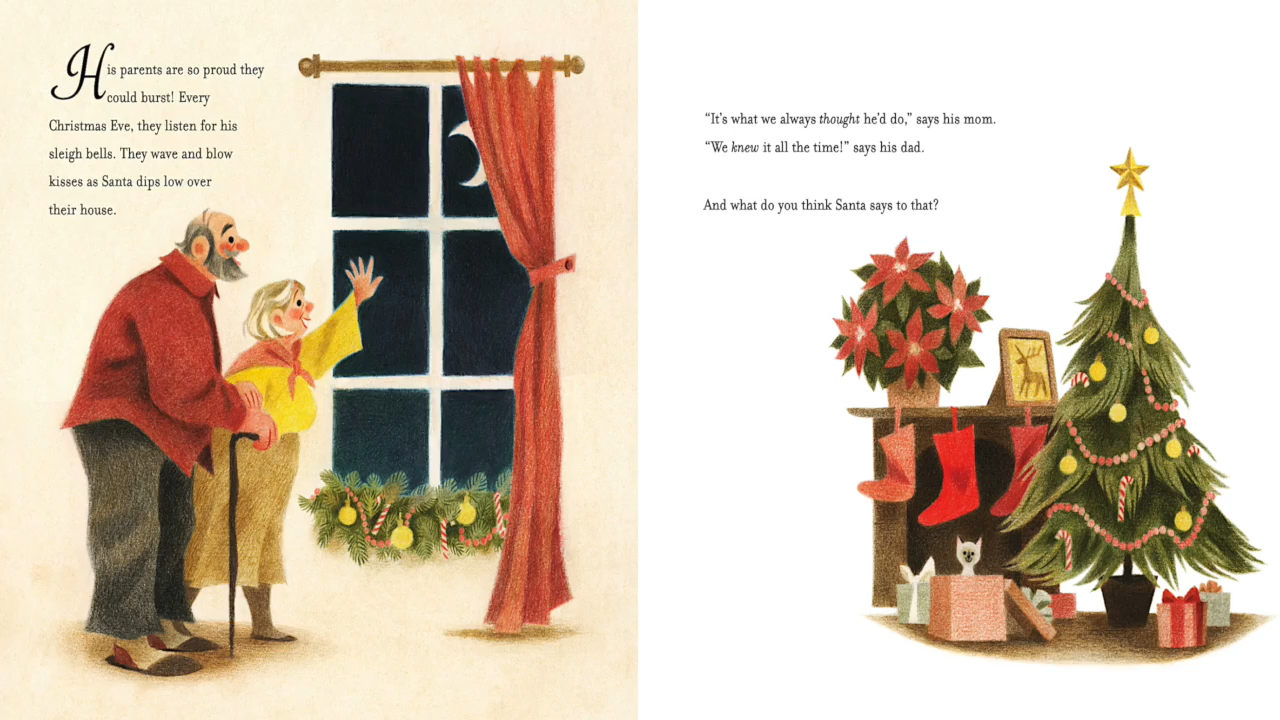 His parents are so proud they
could burst! Every
Christmas Eve, they listen for his
sleigh bells. They wave and blow
kisses as Santa dips low over
their house.
“It’s what we always thought he’d do,” says his mom.
“We knew it all the time!” says his dad.
And what do you think Santa says to that?